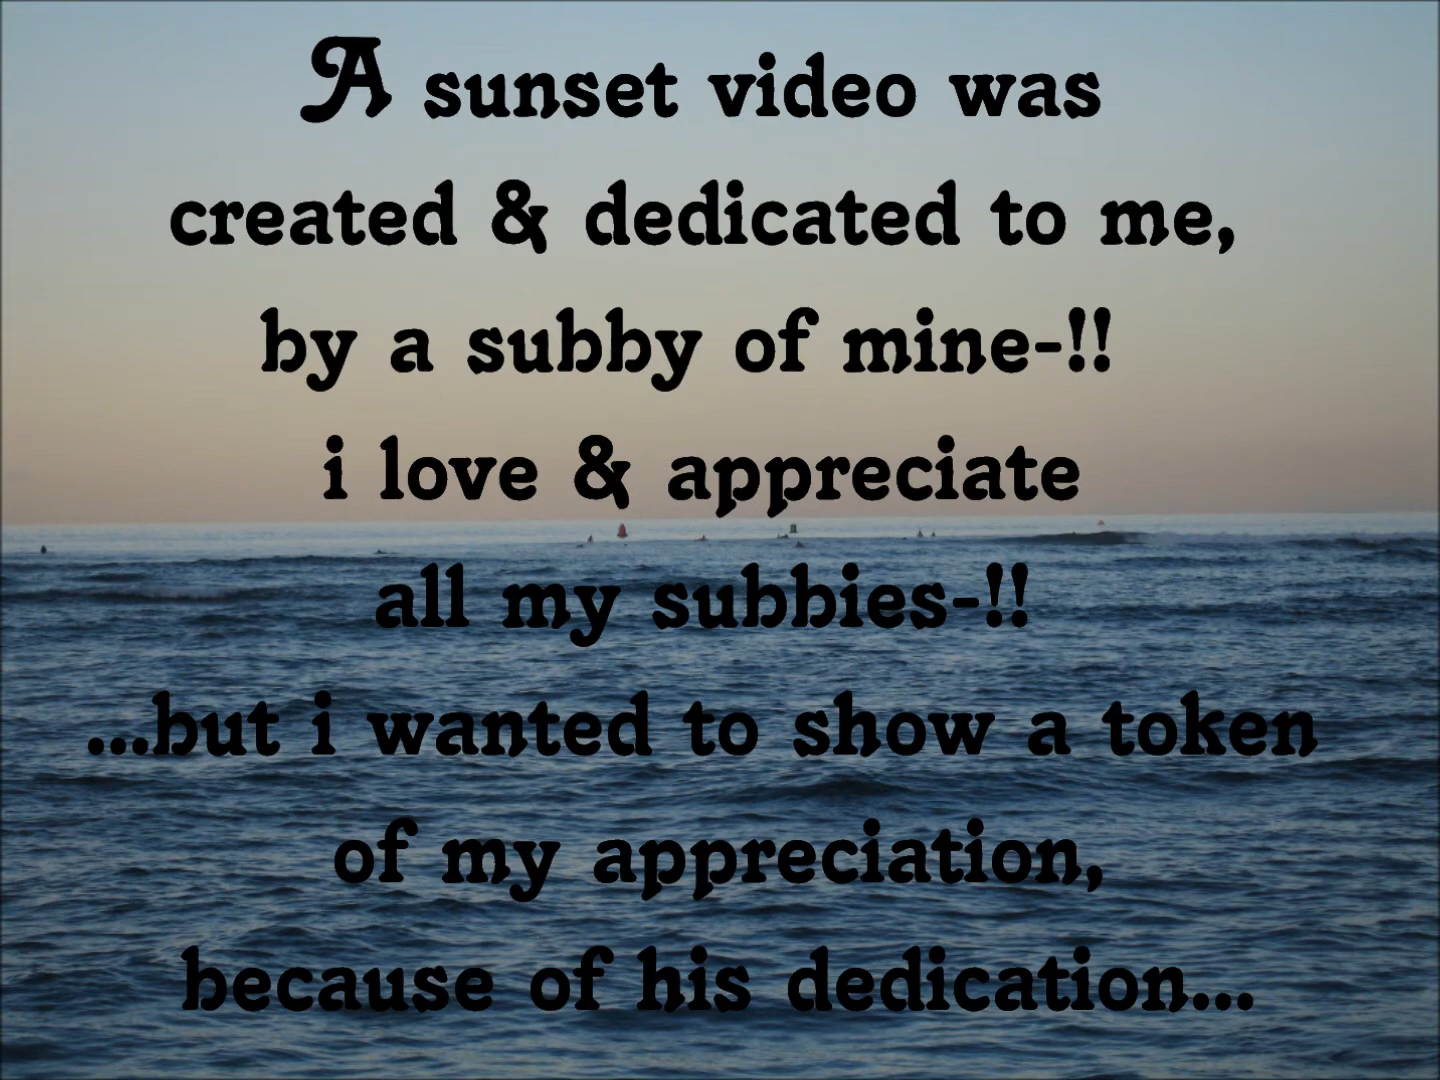 A sunset video was
created & dedicated to me,
by a subby of mine-!!
i love & appreciate
all my subbies-!!
...but i wanted to show a token
of my appreciation,
because of his dedication...